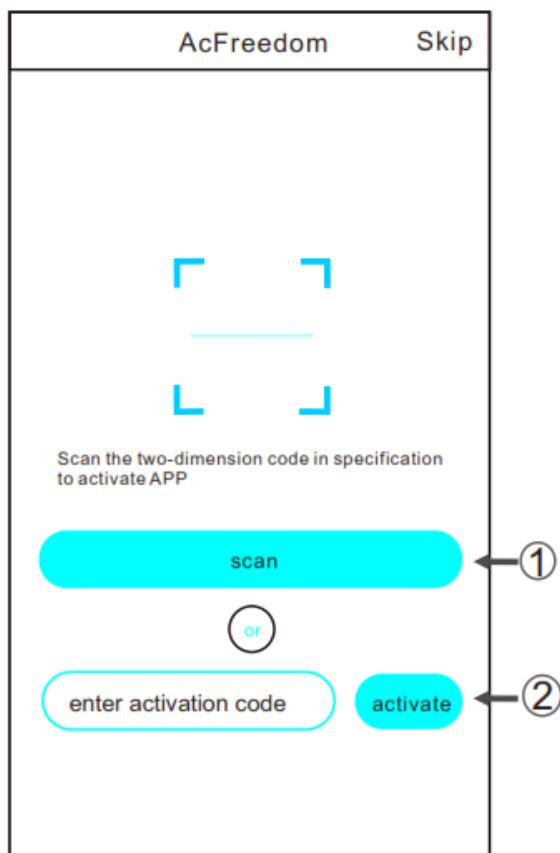 AcFreedom Skip
Scan the two-dimension code in specification
to activate APP
scan
①
or
enter activation code activate
②